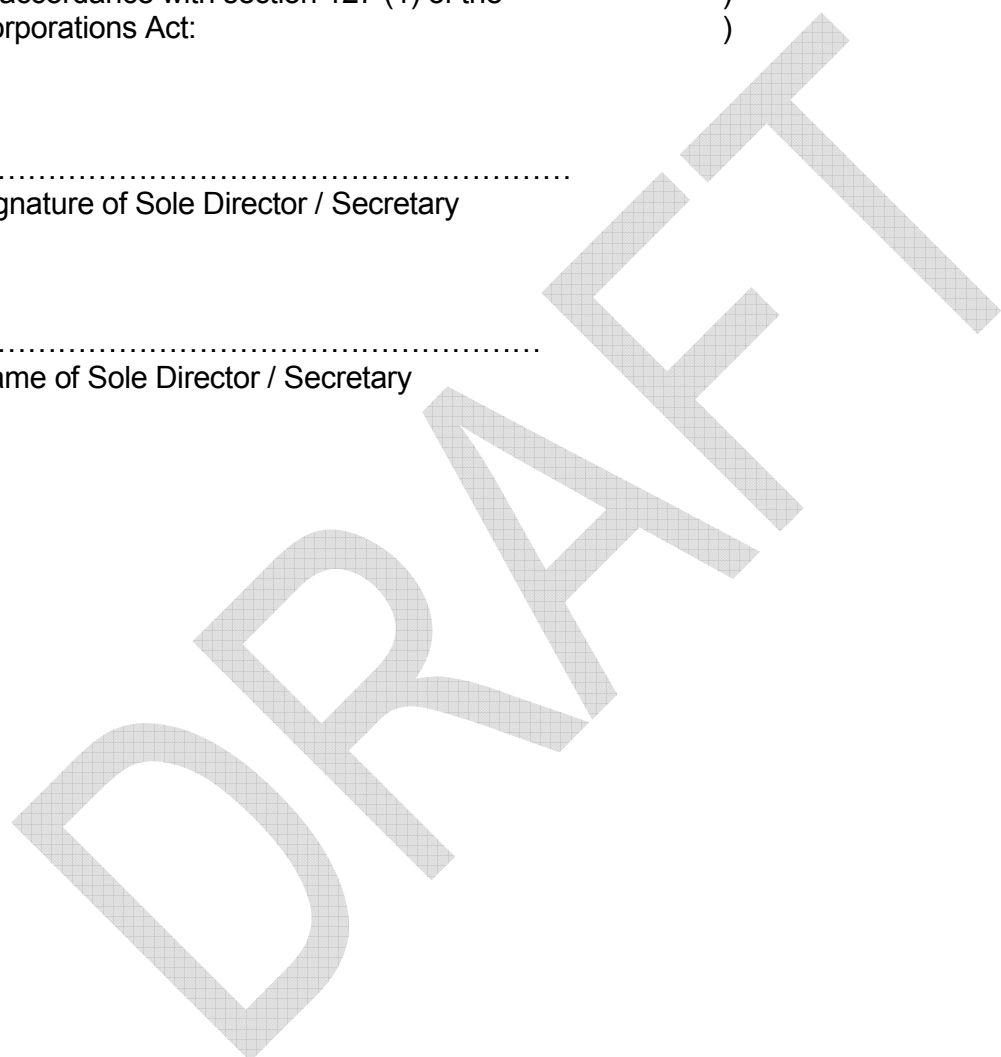 accordance with section 127 (1) of the )
orporations Act: )
……………………………………………………
gnature of Sole Director / Secretary
…………………………………………………
ame of Sole Director / Secretary
DRAFT